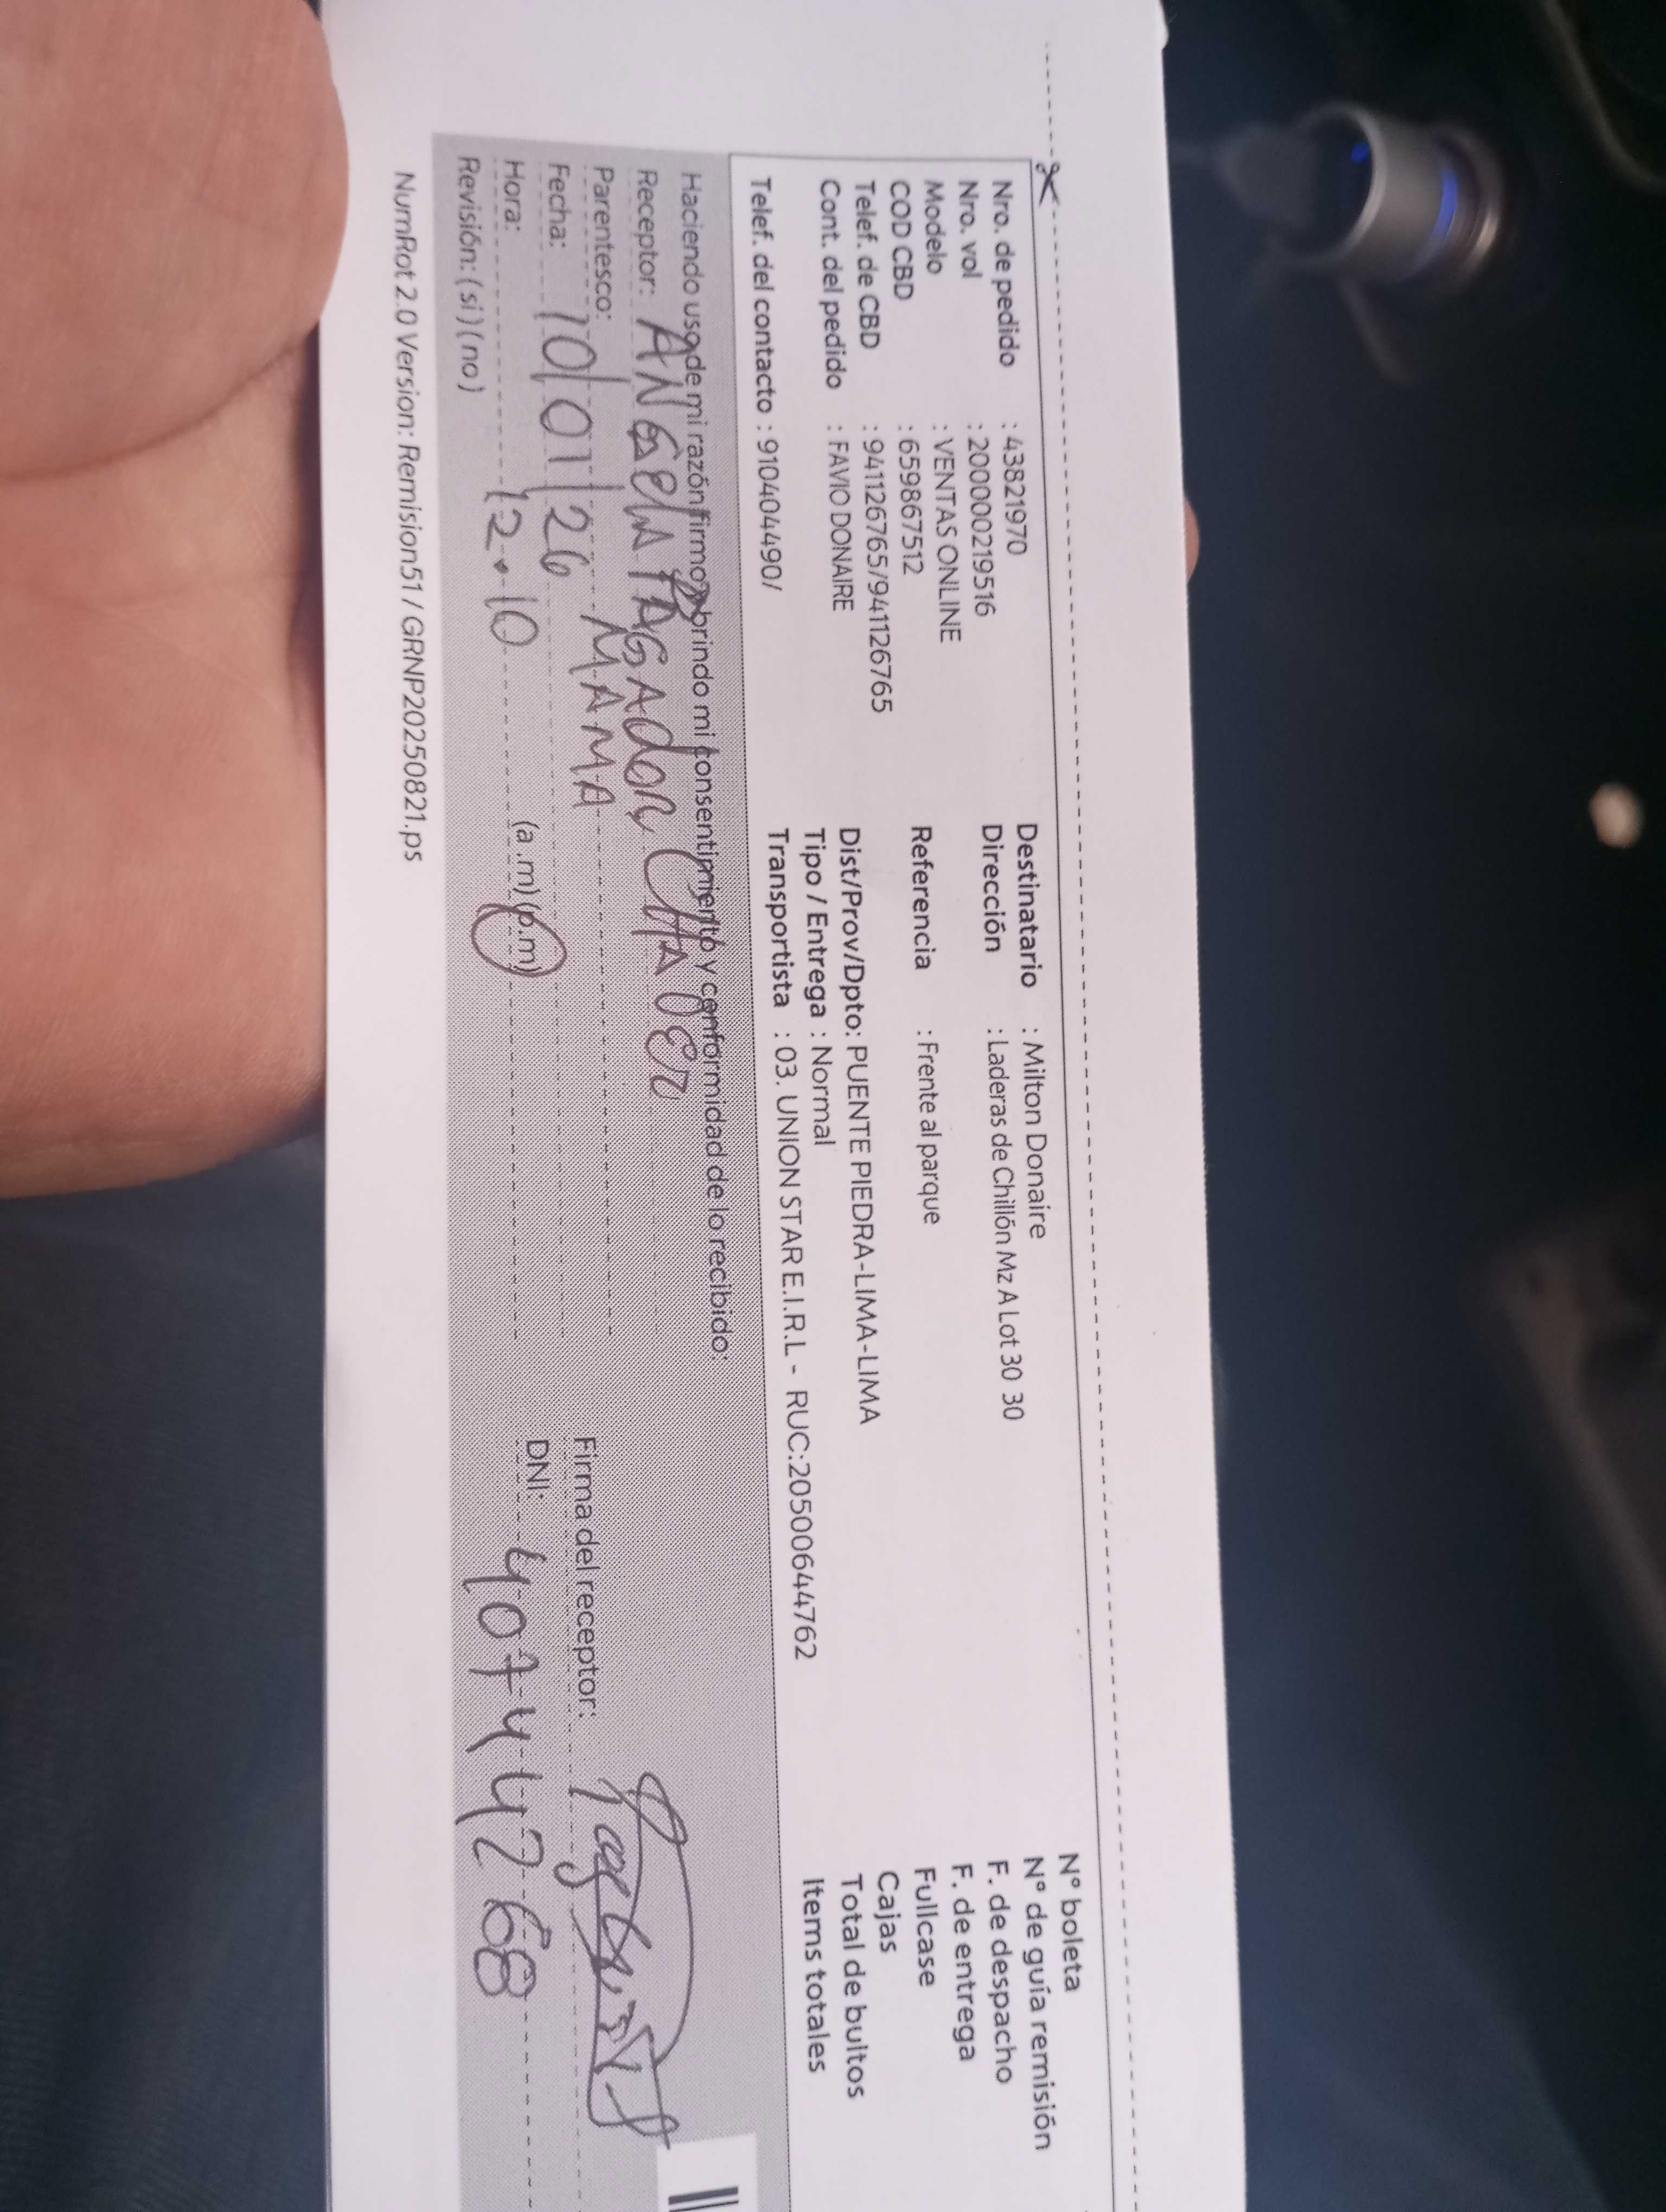 Nro. de pedido : 43821970
Nro. vol : 2000002219516
Modelo : VENTAS ONLINE
COD CBD : 659867512
Telef. de CBD : 941126765/941126765
Cont. del pedido : FAVIO DONAIRE
Telef. del contacto : 910404490/
Destinatario : Milton Donaire
Dirección : Laderas de Chillón Mz A Lot 30 30
Referencia : Frente al parque
Dist/Prov/Dpto: PUENTE PIEDRA-LIMA-LIMA
Tipo / Entrega : Normal
Transportista : 03. UNION STAR E.I.R.L - RUC:20500644762
N° boleta
N° de guía remisión
F. de despacho
F. de entrega
Fullcase
Cajas
Total de bultos
Items totales
Haciendo uso de mi razón firmo y brindo mi consentimiento y conformidad de lo recibido:
Receptor: ANGELA PAGADOR
Parentesco: MAMA
Fecha: 10/01/26
Hora: 12.10 (a.m) (p.m)
Revisión: (si) (no)
Firma del receptor:
DNI: 40744768
NumRot 2.0 Version: Remision51 / GRNP20250821.ps